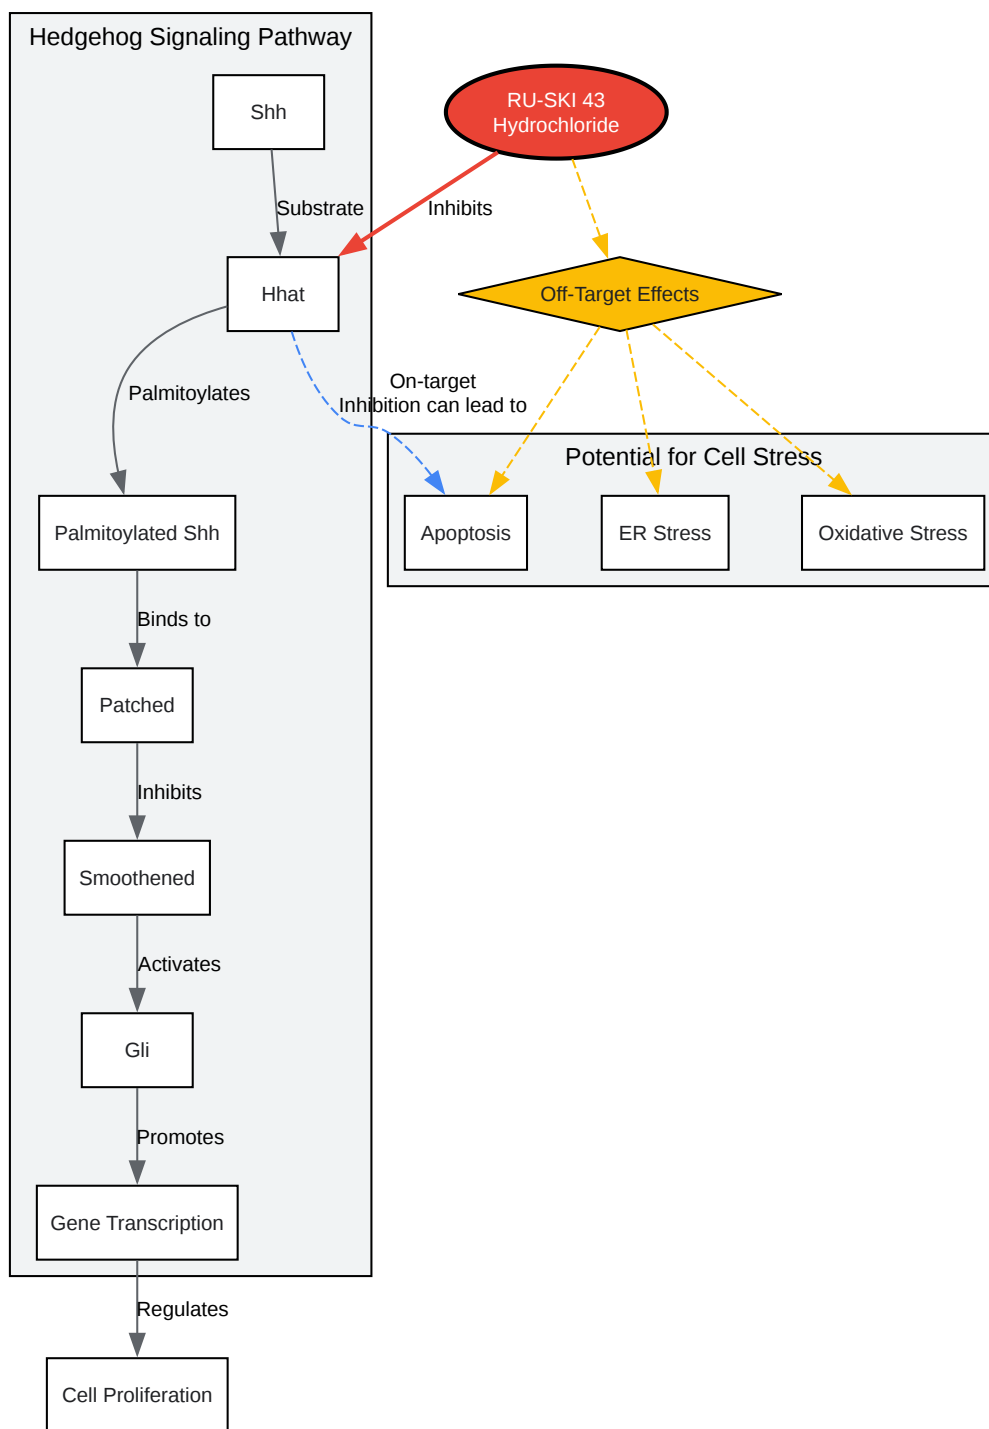 Hedgehog Signaling Pathway
Shh
RU-SKI 43
Hydrochloride
Substrate
Inhibits
Hhat
Off-Target Effects
Palmitoylates
On-target
Inhibition can lead to
Potential for Cell Stress
Palmitoylated Shh
Apoptosis
ER Stress
Oxidative Stress
Binds to
Patched
Inhibits
Smoothened
Activates
Gli
Promotes
Gene Transcription
Regulates
Cell Proliferation